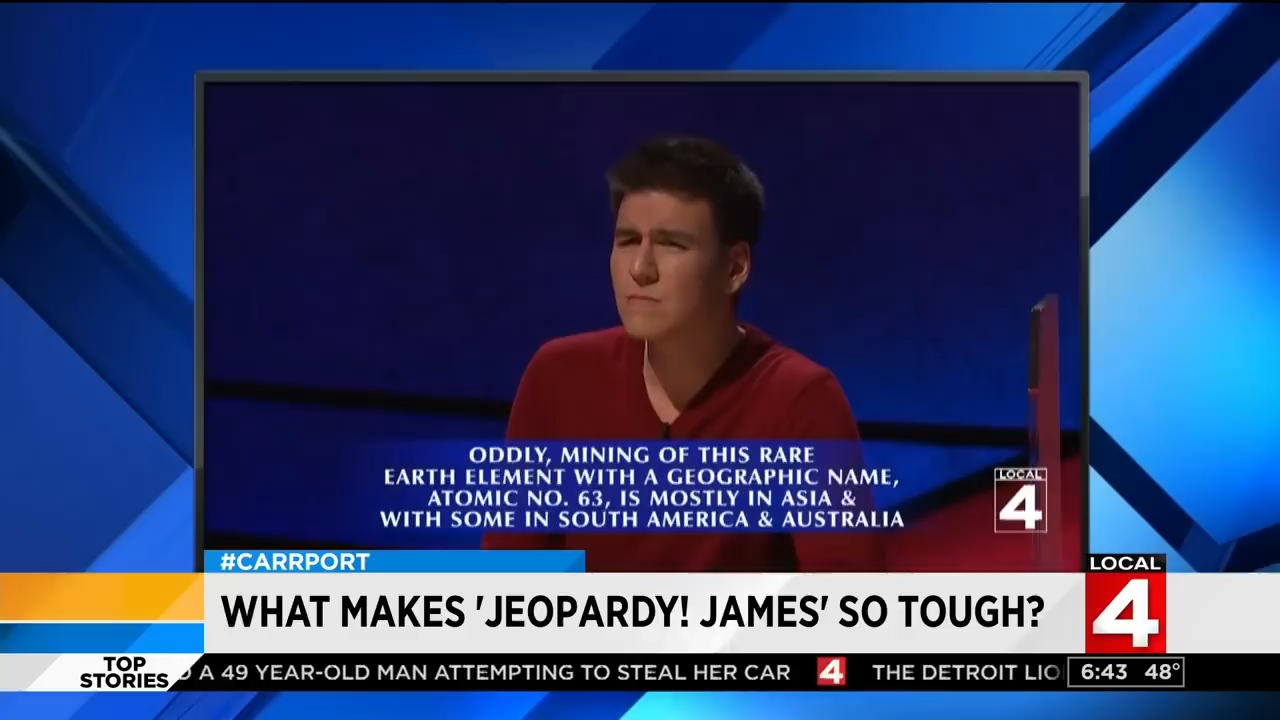 ODDLY, MINING OF THIS RARE
EARTH ELEMENT WITH A GEOGRAPHIC NAME,
ATOMIC NO. 63, IS MOSTLY IN ASIA &
WITH SOME IN SOUTH AMERICA & AUSTRALIA
LOCAL
4
#CARRPORT
WHAT MAKES 'JEOPARDY! JAMES' SO TOUGH?
LOCAL
4
TOP
STORIES
A 49 YEAR-OLD MAN ATTEMPTING TO STEAL HER CAR 4 THE DETROIT LIO
6:43 48°